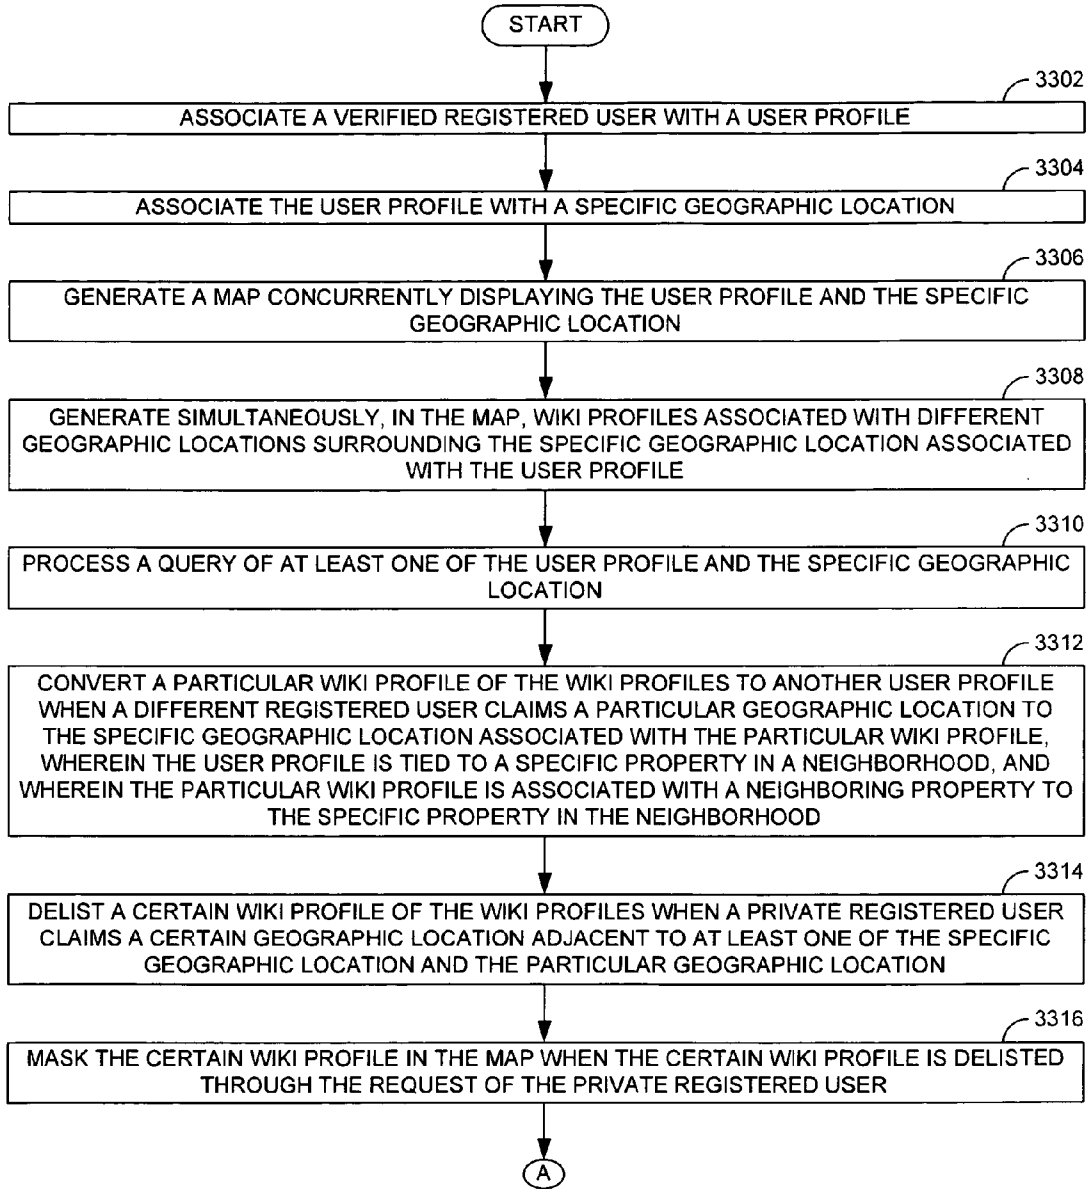 START
3302
ASSOCIATE A VERIFIED REGISTERED USER WITH A USER PROFILE
3304
ASSOCIATE THE USER PROFILE WITH A SPECIFIC GEOGRAPHIC LOCATION
3306
GENERATE A MAP CONCURRENTLY DISPLAYING THE USER PROFILE AND THE SPECIFIC
GEOGRAPHIC LOCATION
3308
GENERATE SIMULTANEOUSLY, IN THE MAP, WIKI PROFILES ASSOCIATED WITH DIFFERENT
GEOGRAPHIC LOCATIONS SURROUNDING THE SPECIFIC GEOGRAPHIC LOCATION ASSOCIATED
WITH THE USER PROFILE
3310
PROCESS A QUERY OF AT LEAST ONE OF THE USER PROFILE AND THE SPECIFIC GEOGRAPHIC
LOCATION
3312
CONVERT A PARTICULAR WIKI PROFILE OF THE WIKI PROFILES TO ANOTHER USER PROFILE
WHEN A DIFFERENT REGISTERED USER CLAIMS A PARTICULAR GEOGRAPHIC LOCATION TO
THE SPECIFIC GEOGRAPHIC LOCATION ASSOCIATED WITH THE PARTICULAR WIKI PROFILE,
WHEREIN THE USER PROFILE IS TIED TO A SPECIFIC PROPERTY IN A NEIGHBORHOOD, AND
WHEREIN THE PARTICULAR WIKI PROFILE IS ASSOCIATED WITH A NEIGHBORING PROPERTY TO
THE SPECIFIC PROPERTY IN THE NEIGHBORHOOD
3314
DELIST A CERTAIN WIKI PROFILE OF THE WIKI PROFILES WHEN A PRIVATE REGISTERED USER
CLAIMS A CERTAIN GEOGRAPHIC LOCATION ADJACENT TO AT LEAST ONE OF THE SPECIFIC
GEOGRAPHIC LOCATION AND THE PARTICULAR GEOGRAPHIC LOCATION
3316
MASK THE CERTAIN WIKI PROFILE IN THE MAP WHEN THE CERTAIN WIKI PROFILE IS DELISTED
THROUGH THE REQUEST OF THE PRIVATE REGISTERED USER
A